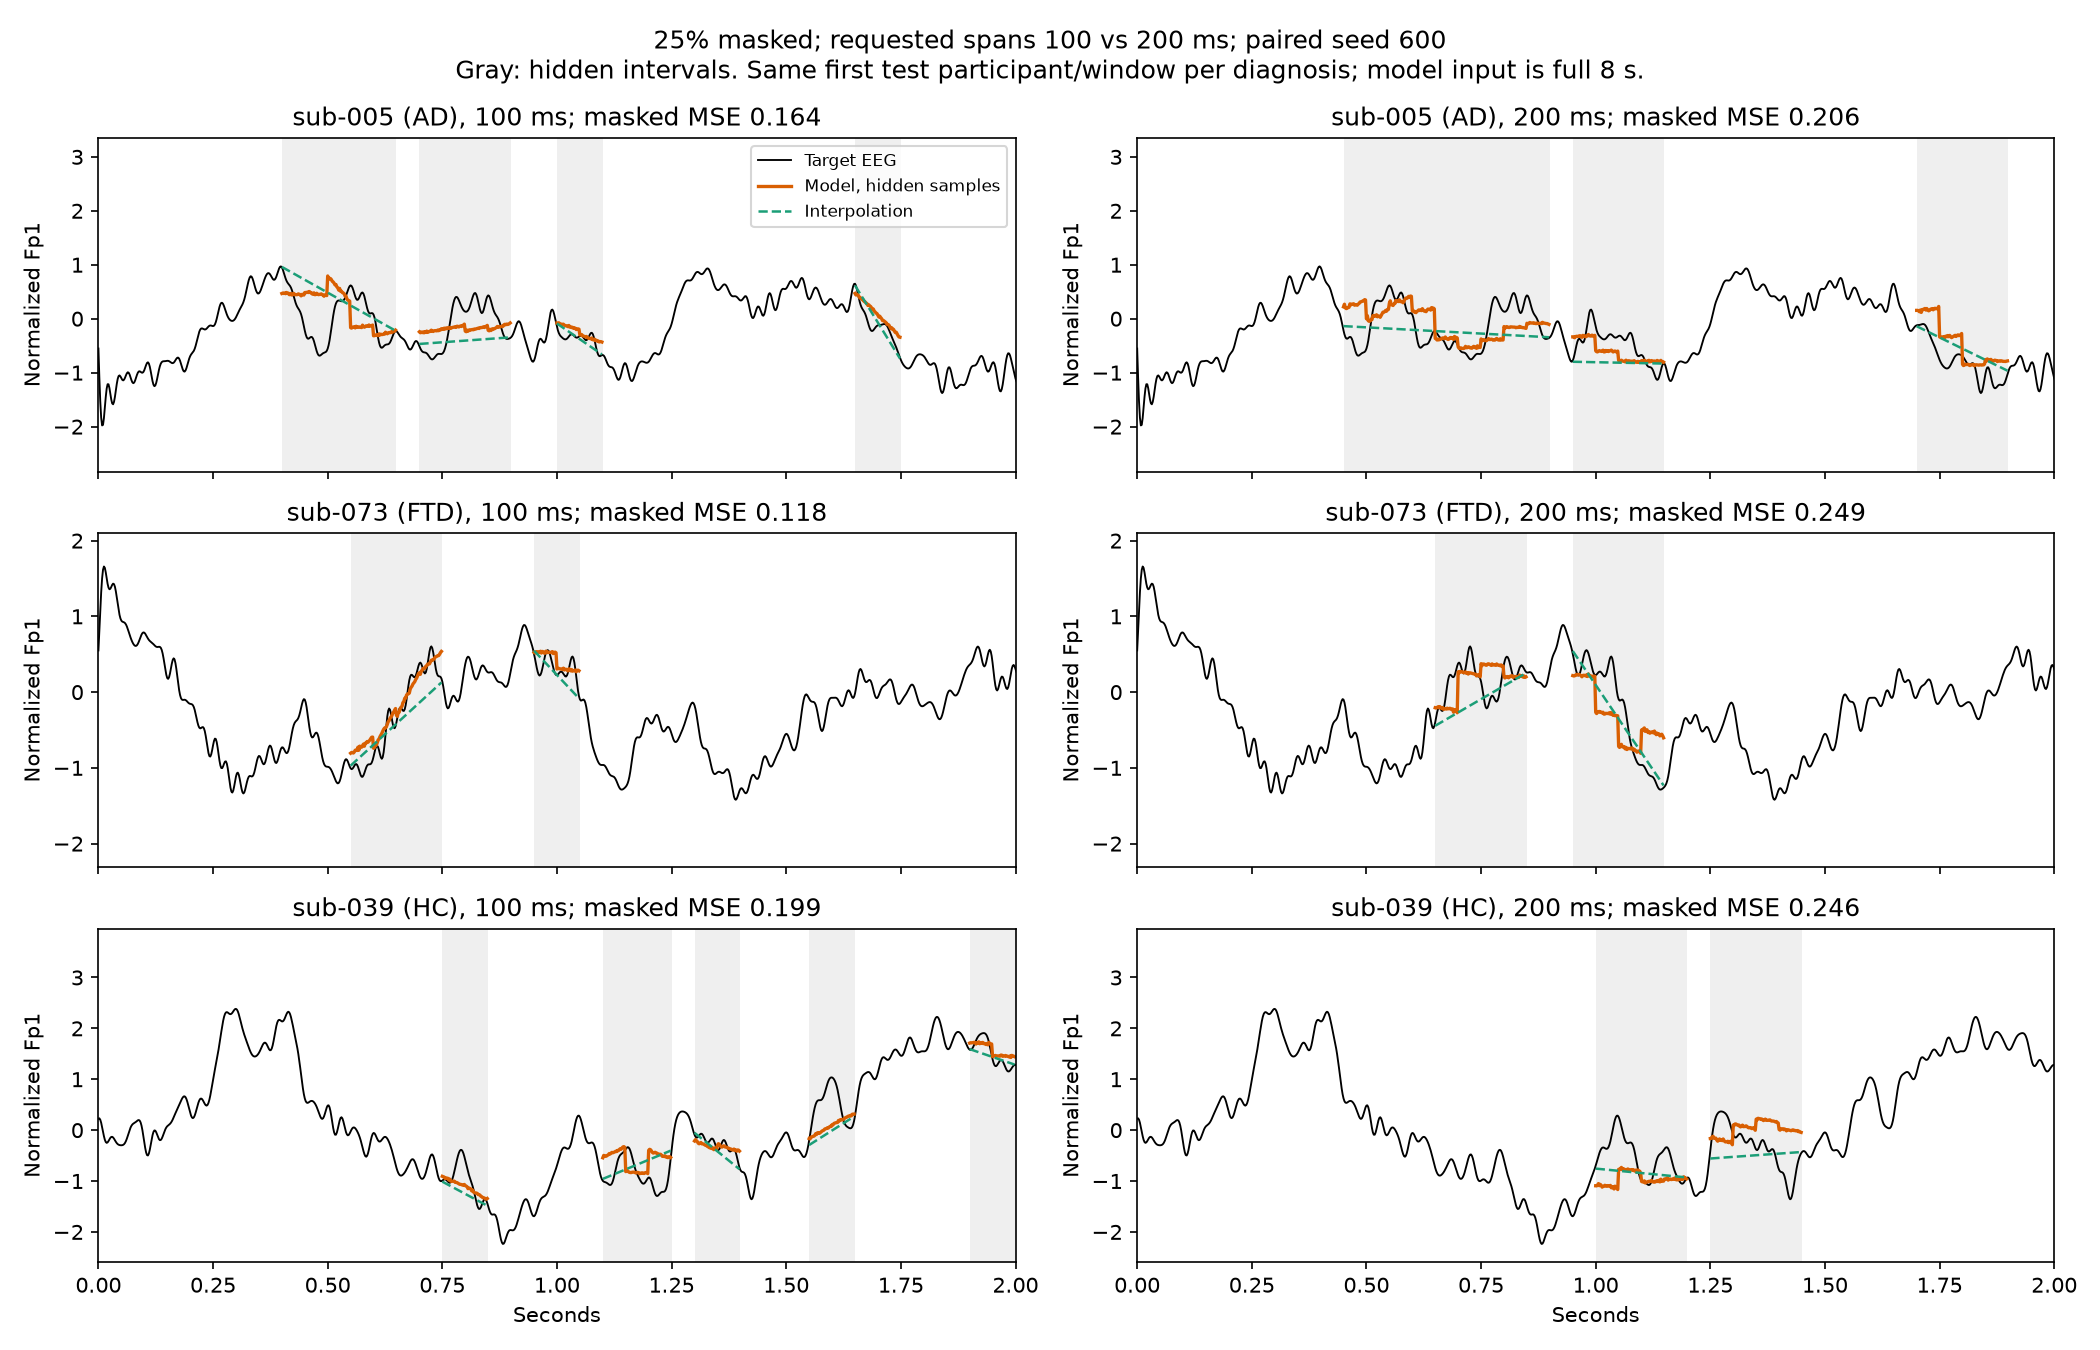 25% masked; requested spans 100 vs 200 ms; paired seed 600
Gray: hidden intervals. Same first test participant/window per diagnosis; model input is full 8 s.
sub-005 (AD), 100 ms; masked MSE 0.164
Normalized Fp1
3
2
1
0
−1
−2
Target EEG
Model, hidden samples
Interpolation
sub-005 (AD), 200 ms; masked MSE 0.206
Normalized Fp1
3
2
1
0
−1
−2
sub-073 (FTD), 100 ms; masked MSE 0.118
Normalized Fp1
2
1
0
−1
−2
sub-073 (FTD), 200 ms; masked MSE 0.249
Normalized Fp1
2
1
0
−1
−2
sub-039 (HC), 100 ms; masked MSE 0.199
Normalized Fp1
3
2
1
0
−1
−2
0.00 0.25 0.50 0.75 1.00 1.25 1.50 1.75 2.00
Seconds
sub-039 (HC), 200 ms; masked MSE 0.246
Normalized Fp1
3
2
1
0
−1
−2
0.00 0.25 0.50 0.75 1.00 1.25 1.50 1.75 2.00
Seconds